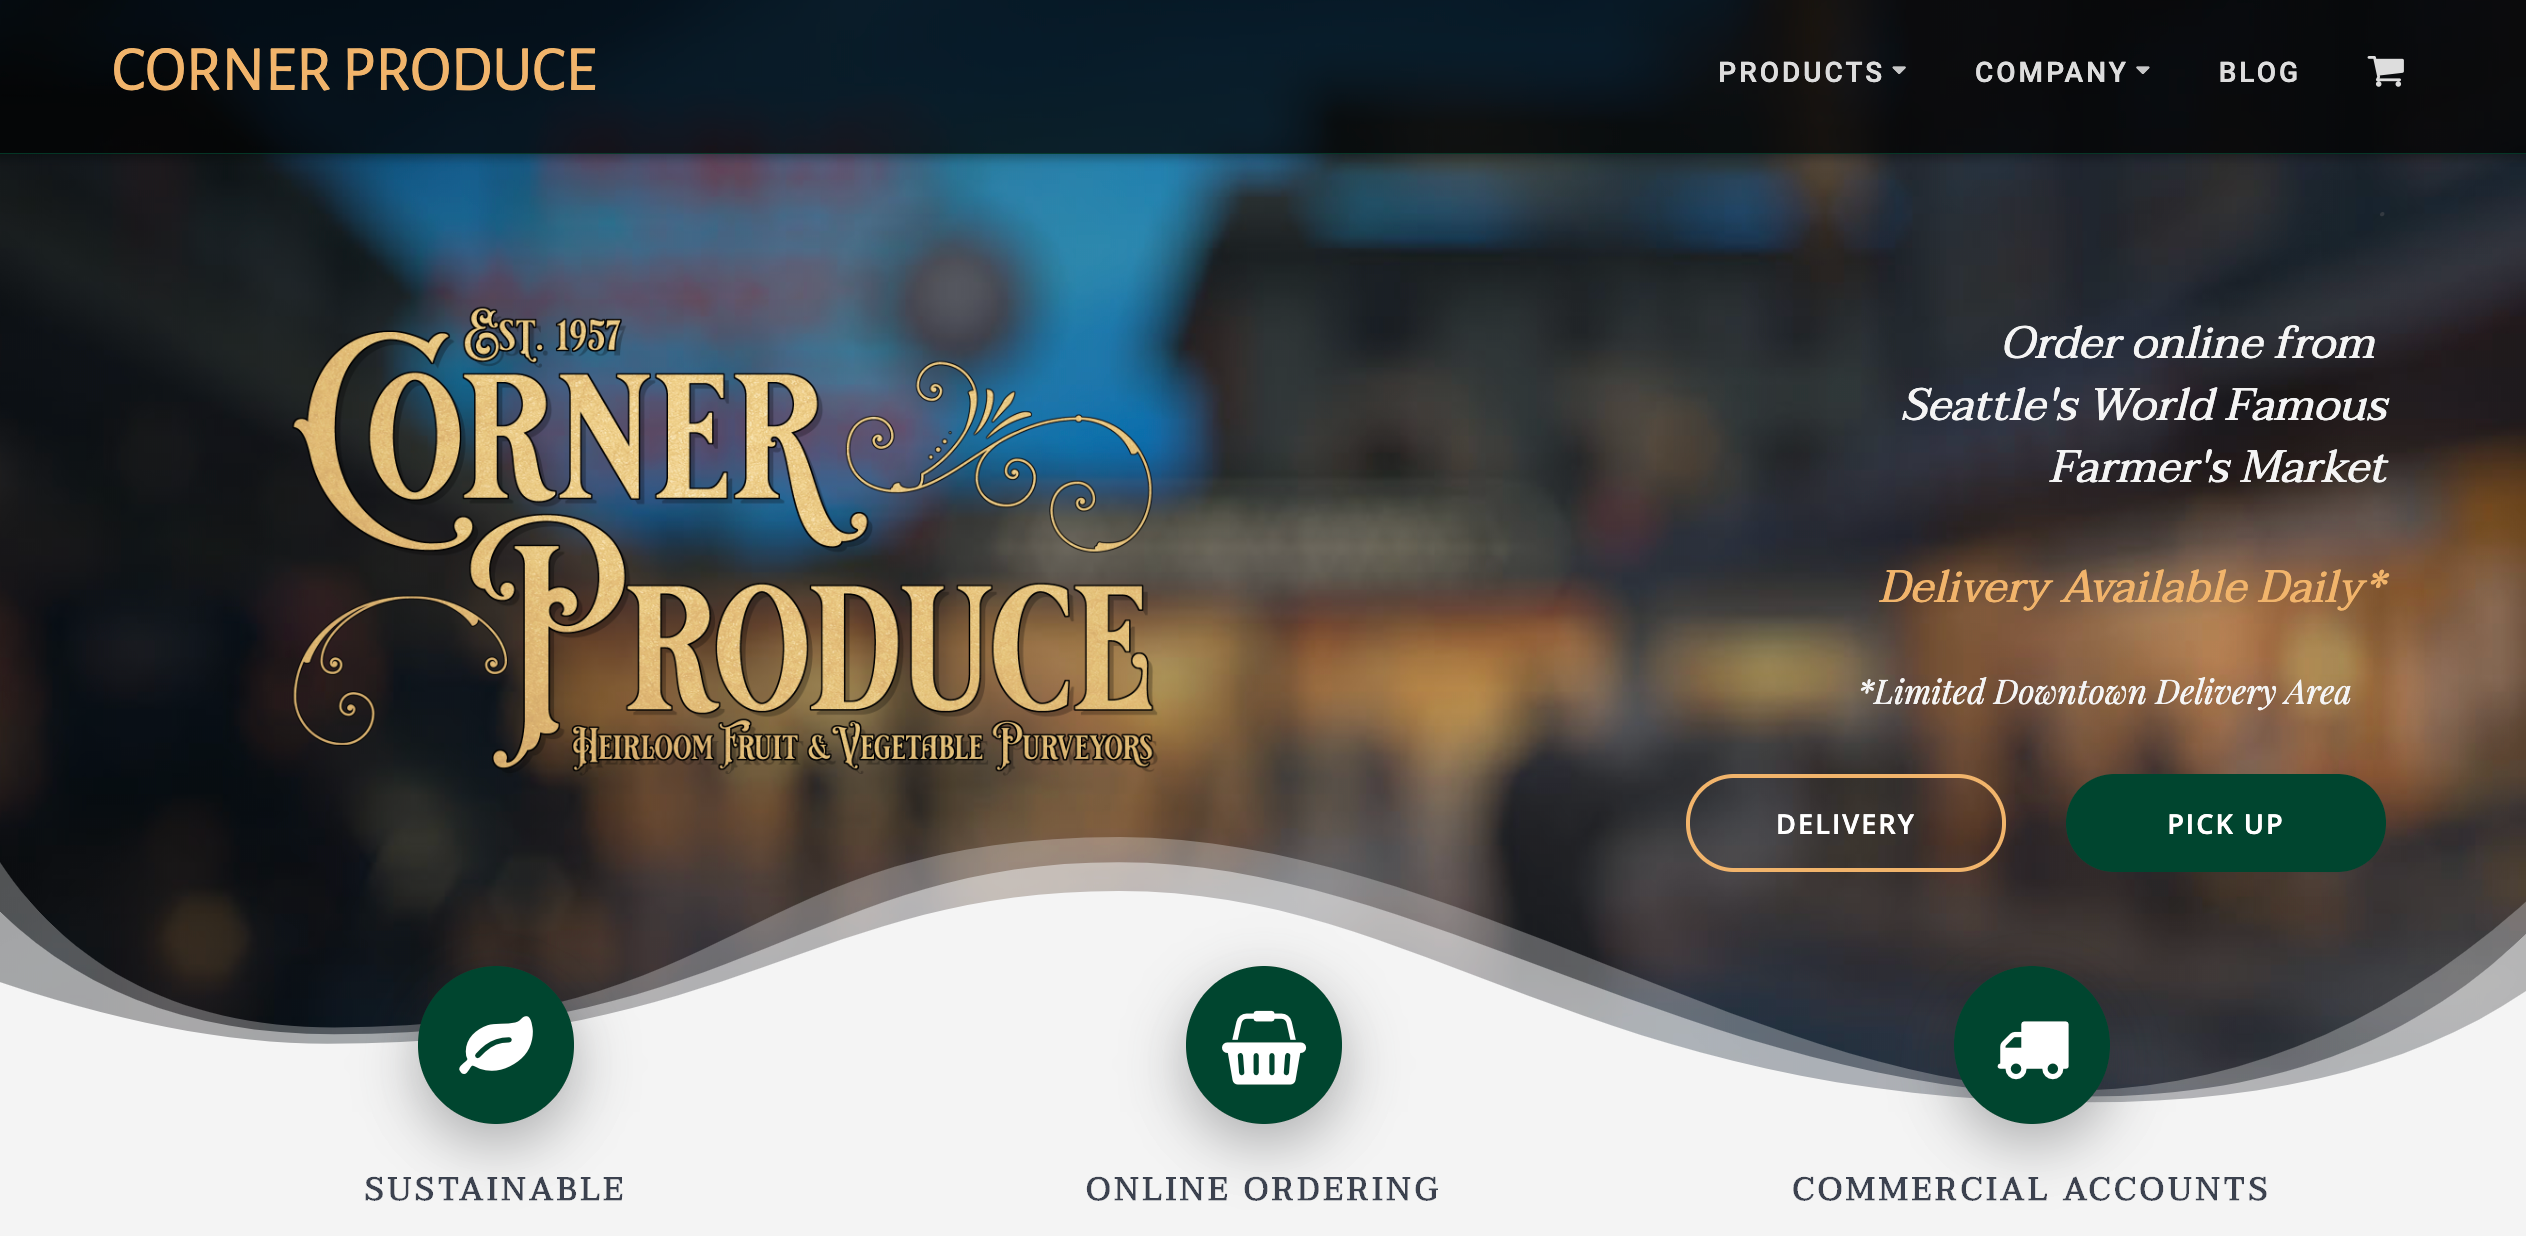 CORNER PRODUCE
PRODUCTS
COMPANY
BLOG
EST. 1957
CORNER
PRODUCE
HEIRLOOM FRUIT & VEGETABLE PURVEYORS
Order online from
Seattle's World Famous
Farmer's Market
Delivery Available Daily*
*Limited Downtown Delivery Area
DELIVERY
PICK UP
SUSTAINABLE
ONLINE ORDERING
COMMERCIAL ACCOUNTS